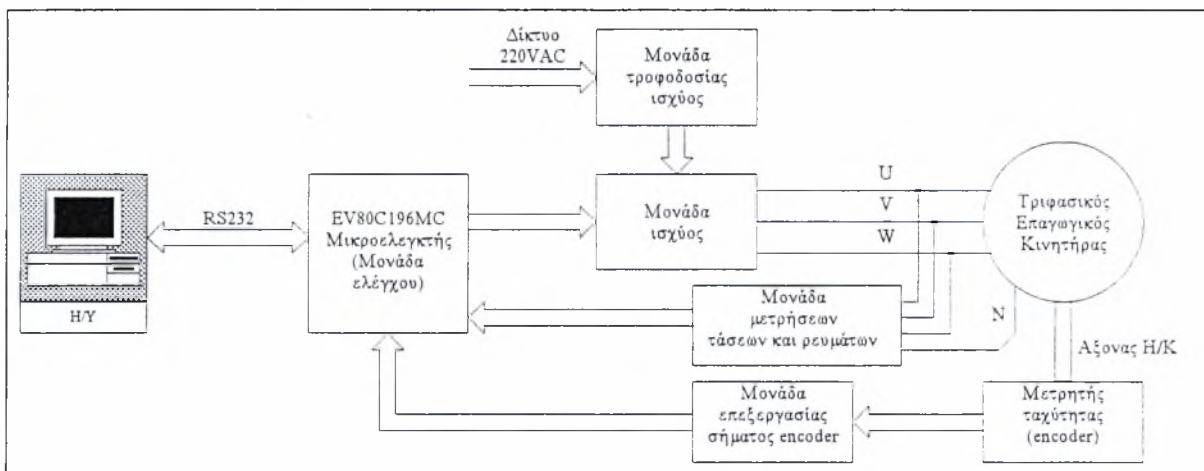 Δίκτυο
220VAC
Μονάδα
τροφοδοσίας
ισχύος
H/Y
RS232
EV80C196MC
Μικροελεγκτής
(Μονάδα
ελέγχου)
Μονάδα
ισχύος
U
V
W
Τριφασικός
Επαγωγικός
Κινητήρας
Μονάδα
μετρήσεων
τάσεων και ρευμάτων
N
Αξονας Η/Κ
Μονάδα
επεξεργασίας
σήματος encoder
Μετρητής
ταχύτητας
(encoder)